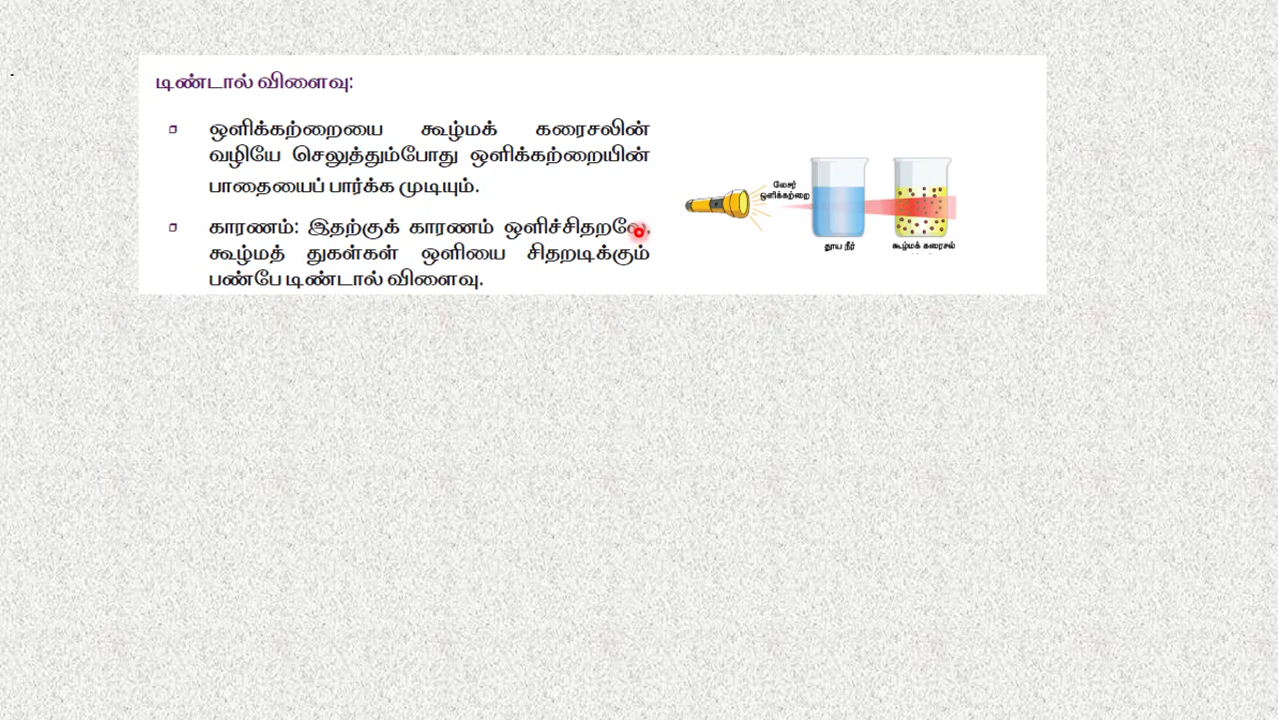 டிண்டால் விளைவு:
ஒளிக்கற்றையை கூழ்மக் கரைசலின்
வழியே செலுத்தும்போது ஒளிக்கற்றையின்
பாதையைப் பார்க்க முடியும்.
காரணம்: இதற்குக் காரணம் ஒளிச்சிதறலே.
கூழ்மத் துகள்கள் ஒளியை சிதறடிக்கும்
பண்பே டிண்டால் விளைவு.
லேசர்
ஒளிக்கற்றை
தூய நீர்
கூழ்மக் கரைசல்